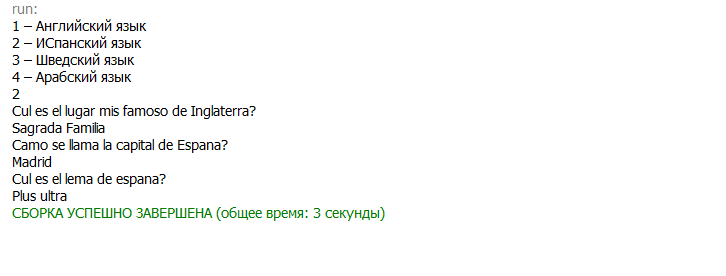 run:
1 – Английский язык
2 – ИСпанский язык
3 – Шведский язык
4 – Арабский язык
2
Cul es el lugar mis famoso de Inglaterra?
Sagrada Familia
Camo se llama la capital de Espana?
Madrid
Cul es el lema de espana?
Plus ultra
СБОРКА УСПЕШНО ЗАВЕРШЕНА (общее время: 3 секунды)